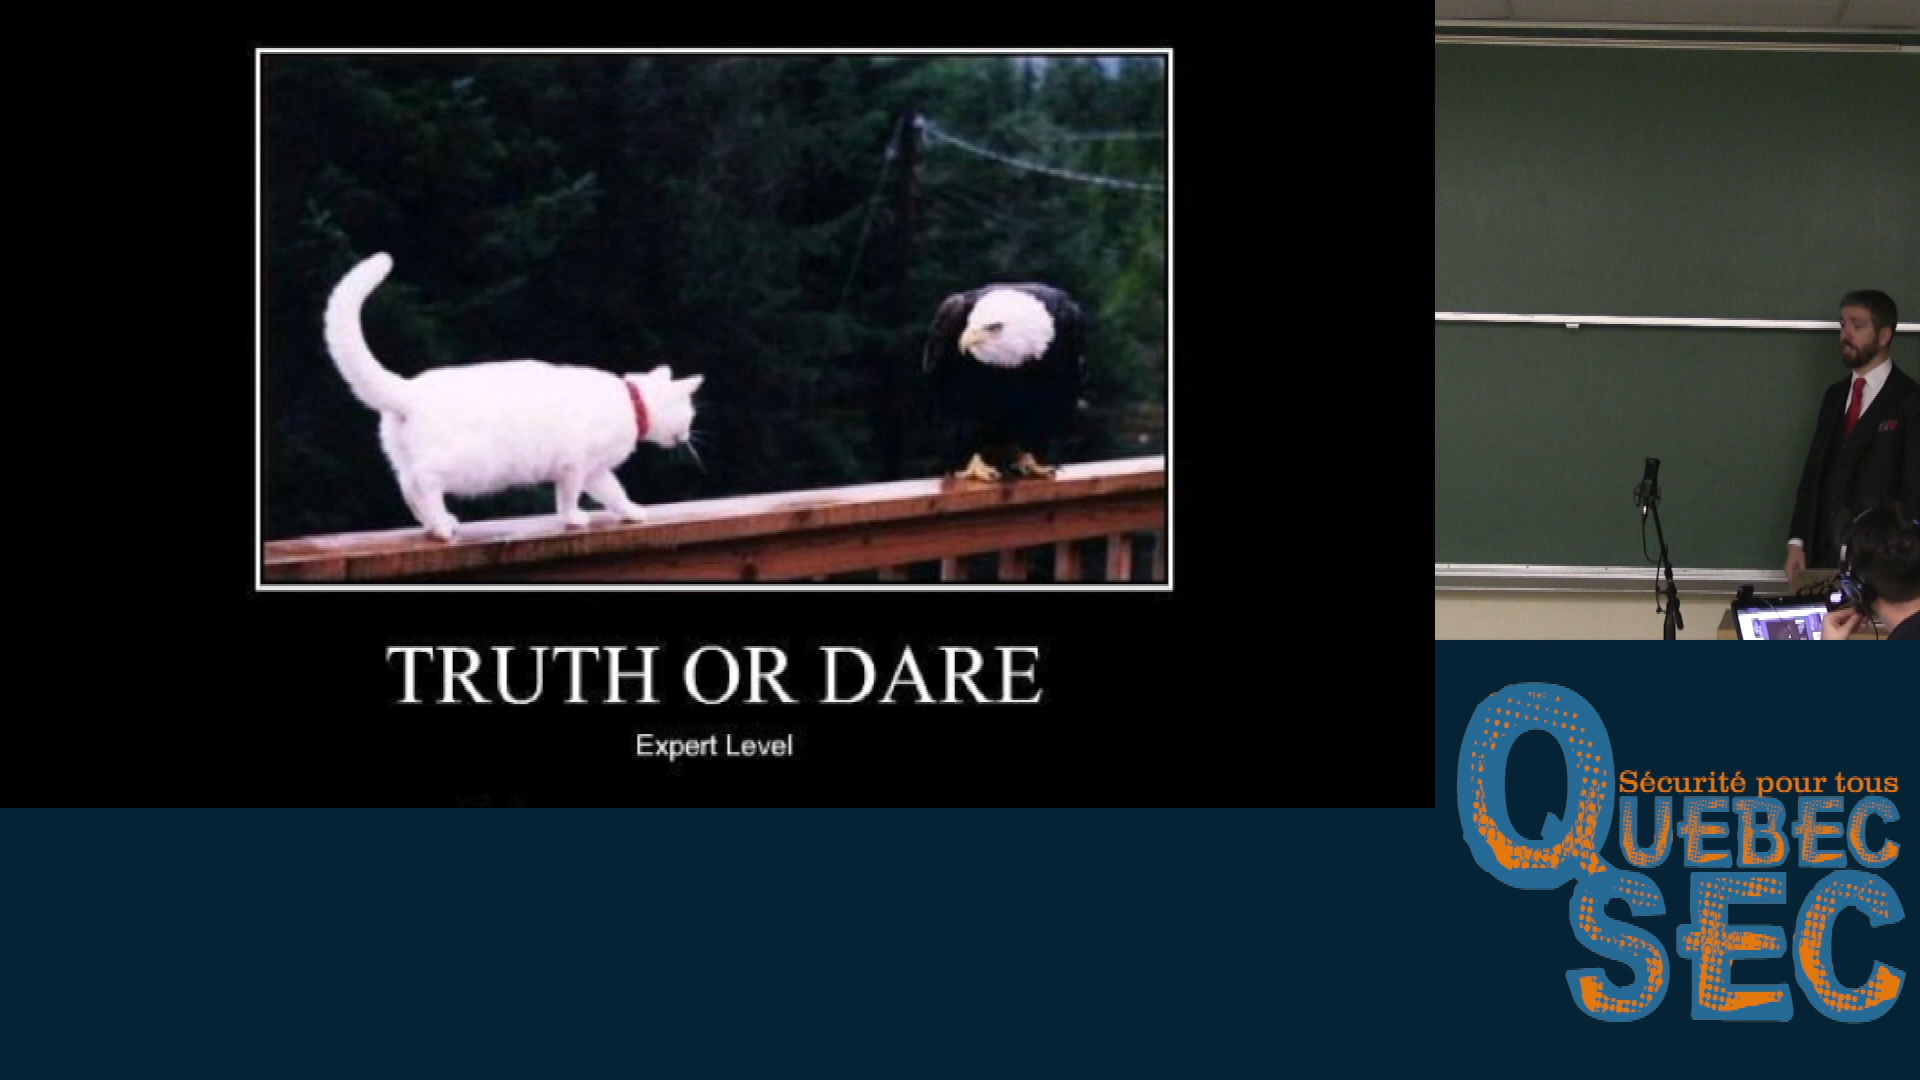 TRUTH OR DARE
Expert Level
Sécurité pour tous
QUEBEC
SEC